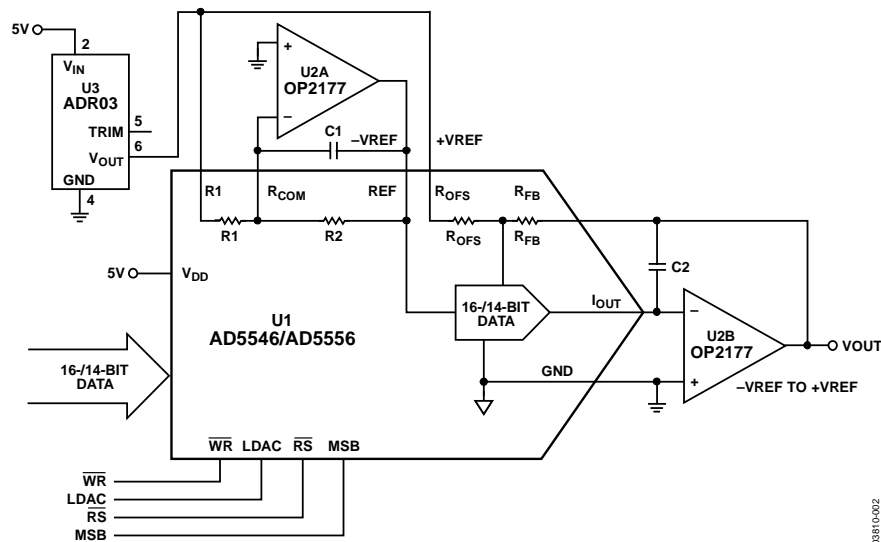 5V
2
VIN
U3
ADR03
TRIM
5
VOUT
6
GND
4
+
U2A
OP2177
–
C1
–VREF
+VREF
R1
RCOM
REF
ROFS
RFB
R1
R2
ROFS
RFB
5V
VDD
U1
AD5546/AD5556
16-/14-BIT
DATA
16-/14-BIT
DATA
IOUT
GND
C2
–
U2B
OP2177
+
VOUT
–VREF TO +VREF
WR LDAC RS MSB
WR
LDAC
RS
MSB
03810-002